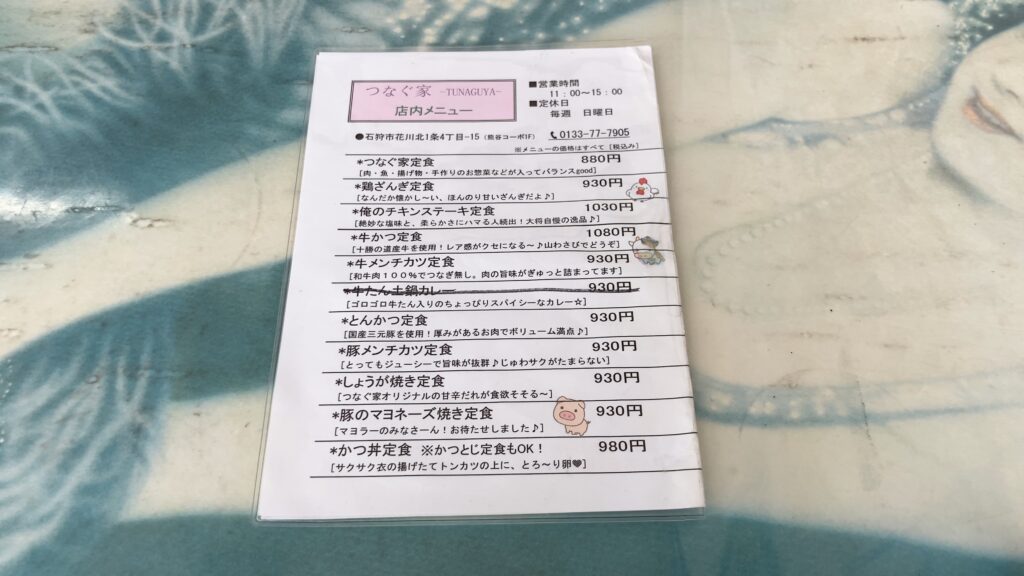 つなぐ家 -TUNAGUYA-
店内メニュー
■営業時間
11：00～15：00
■定休日
毎週 日曜日
●石狩市花川北1条4丁目-15（熊谷コーポ1F） 0133-77-7905
※メニューの価格はすべて［税込み］
*つなぐ家定食 880円
[肉・魚・揚げ物・手作りのお惣菜などが入ってバランスgood]
*鶏ざんぎ定食 930円
[なんだか懐かし～い、ほんのり甘いざんぎだよ♪]
*俺のチキンステーキ定食 1030円
[絶妙な塩味と、柔らかさにハマる人続出！大将自慢の逸品♪]
*牛かつ定食 1080円
[十勝の道産牛を使用！レア感がクセになる～♪山わさびでどうぞ]
*牛メンチカツ定食 930円
[和牛肉１００％でつなぎ無し。肉の旨味がぎゅっと詰まってます]
*牛たん土鍋カレー 930円
[ゴロゴロ牛たん入りのちょっぴりスパイシーなカレー☆]
*とんかつ定食 930円
[国産三元豚を使用！厚みがあるお肉でボリューム満点♪]
*豚メンチカツ定食 930円
[とってもジューシーで旨味が抜群♪じゅわサクがたまらない]
*しょうが焼き定食 930円
[つなぐ家オリジナルの甘辛だれが食欲そそる～]
*豚のマヨネーズ焼き定食 930円
[マヨラーのみなさーん！お待たせしました♪]
*かつ丼定食 ※かつとじ定食もOK！ 980円
[サクサク衣の揚げたてトンカツの上に、とろ～り卵♥]